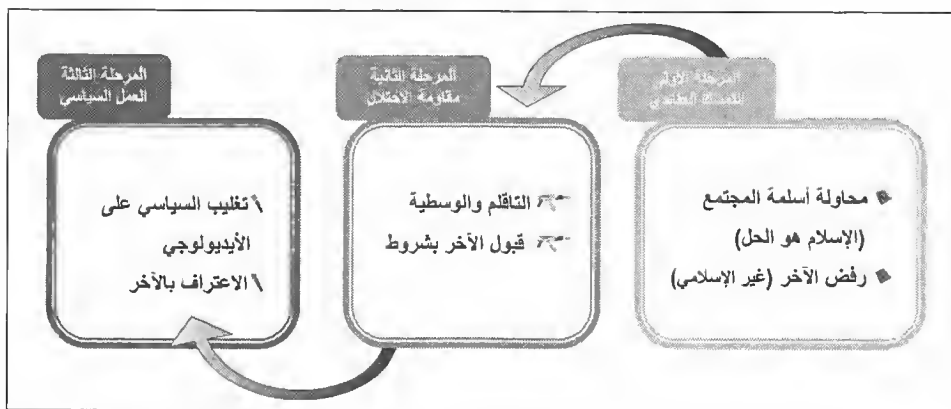 المرحلة الأولى
المرحلة الثانية
مقاومة الاحتلال
المرحلة الثالثة
العمل السياسي
محاولة أسلمة المجتمع
(الإسلام هو الحل)
رفض الآخر (غير الإسلامي)
التاقلم والوسطية
قبول الآخر بشروط
تغليب السياسي على
الأيديولوجي
الاعتراف بالآخر